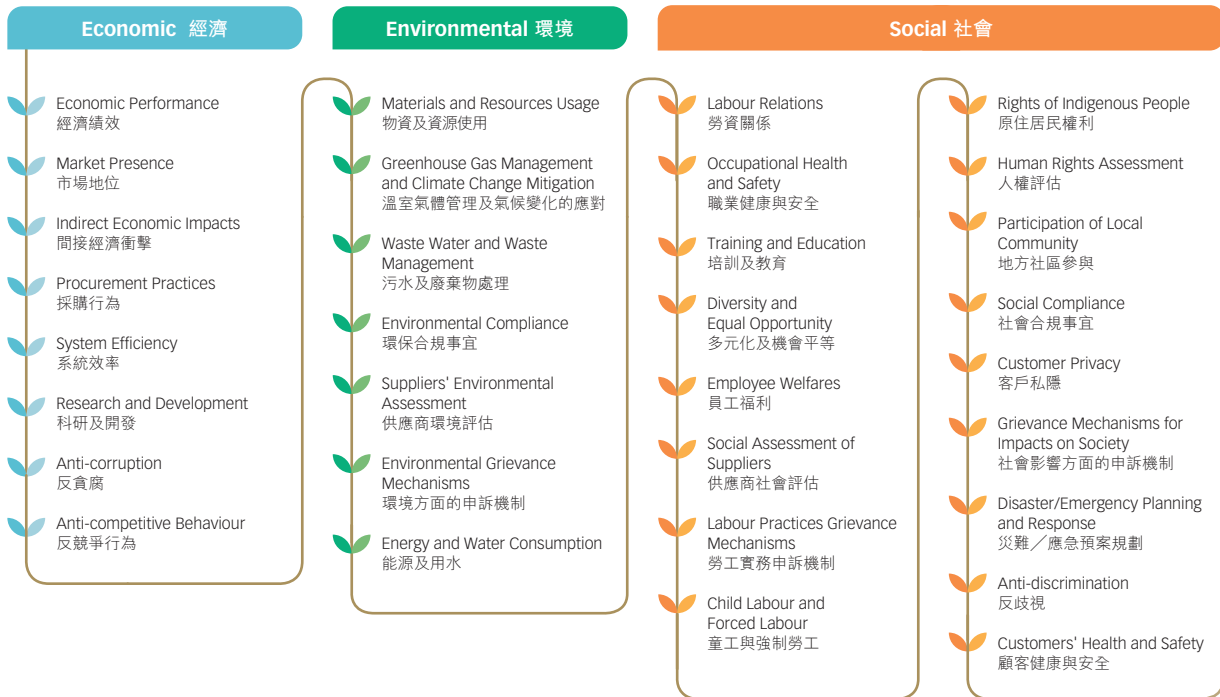 Economic 經濟
Economic Performance
經濟績效
Market Presence
市場地位
Indirect Economic Impacts
間接經濟衝擊
Procurement Practices
採購行為
System Efficiency
系統效率
Research and Development
科研及開發
Anti-corruption
反貪腐
Anti-competitive Behaviour
反競爭行為
Environmental 環境
Materials and Resources Usage
物資及資源使用
Greenhouse Gas Management
and Climate Change Mitigation
溫室氣體管理及氣候變化的應對
Waste Water and Waste
Management
污水及廢棄物處理
Environmental Compliance
環保合規事宜
Suppliers' Environmental
Assessment
供應商環境評估
Environmental Grievance
Mechanisms
環境方面的申訴機制
Energy and Water Consumption
能源及用水
Social 社會
Labour Relations
勞資關係
Occupational Health
and Safety
職業健康與安全
Training and Education
培訓及教育
Diversity and
Equal Opportunity
多元化及機會平等
Employee Welfares
員工福利
Social Assessment of
Suppliers
供應商社會評估
Labour Practices Grievance
Mechanisms
勞工實務申訴機制
Child Labour and
Forced Labour
童工與強制勞工
Rights of Indigenous People
原住居民權利
Human Rights Assessment
人權評估
Participation of Local
Community
地方社區參與
Social Compliance
社會合規事宜
Customer Privacy
客戶私隱
Grievance Mechanisms for
Impacts on Society
社會影響方面的申訴機制
Disaster/Emergency Planning
and Response
災難／應急預案規劃
Anti-discrimination
反歧視
Customers' Health and Safety
顧客健康與安全